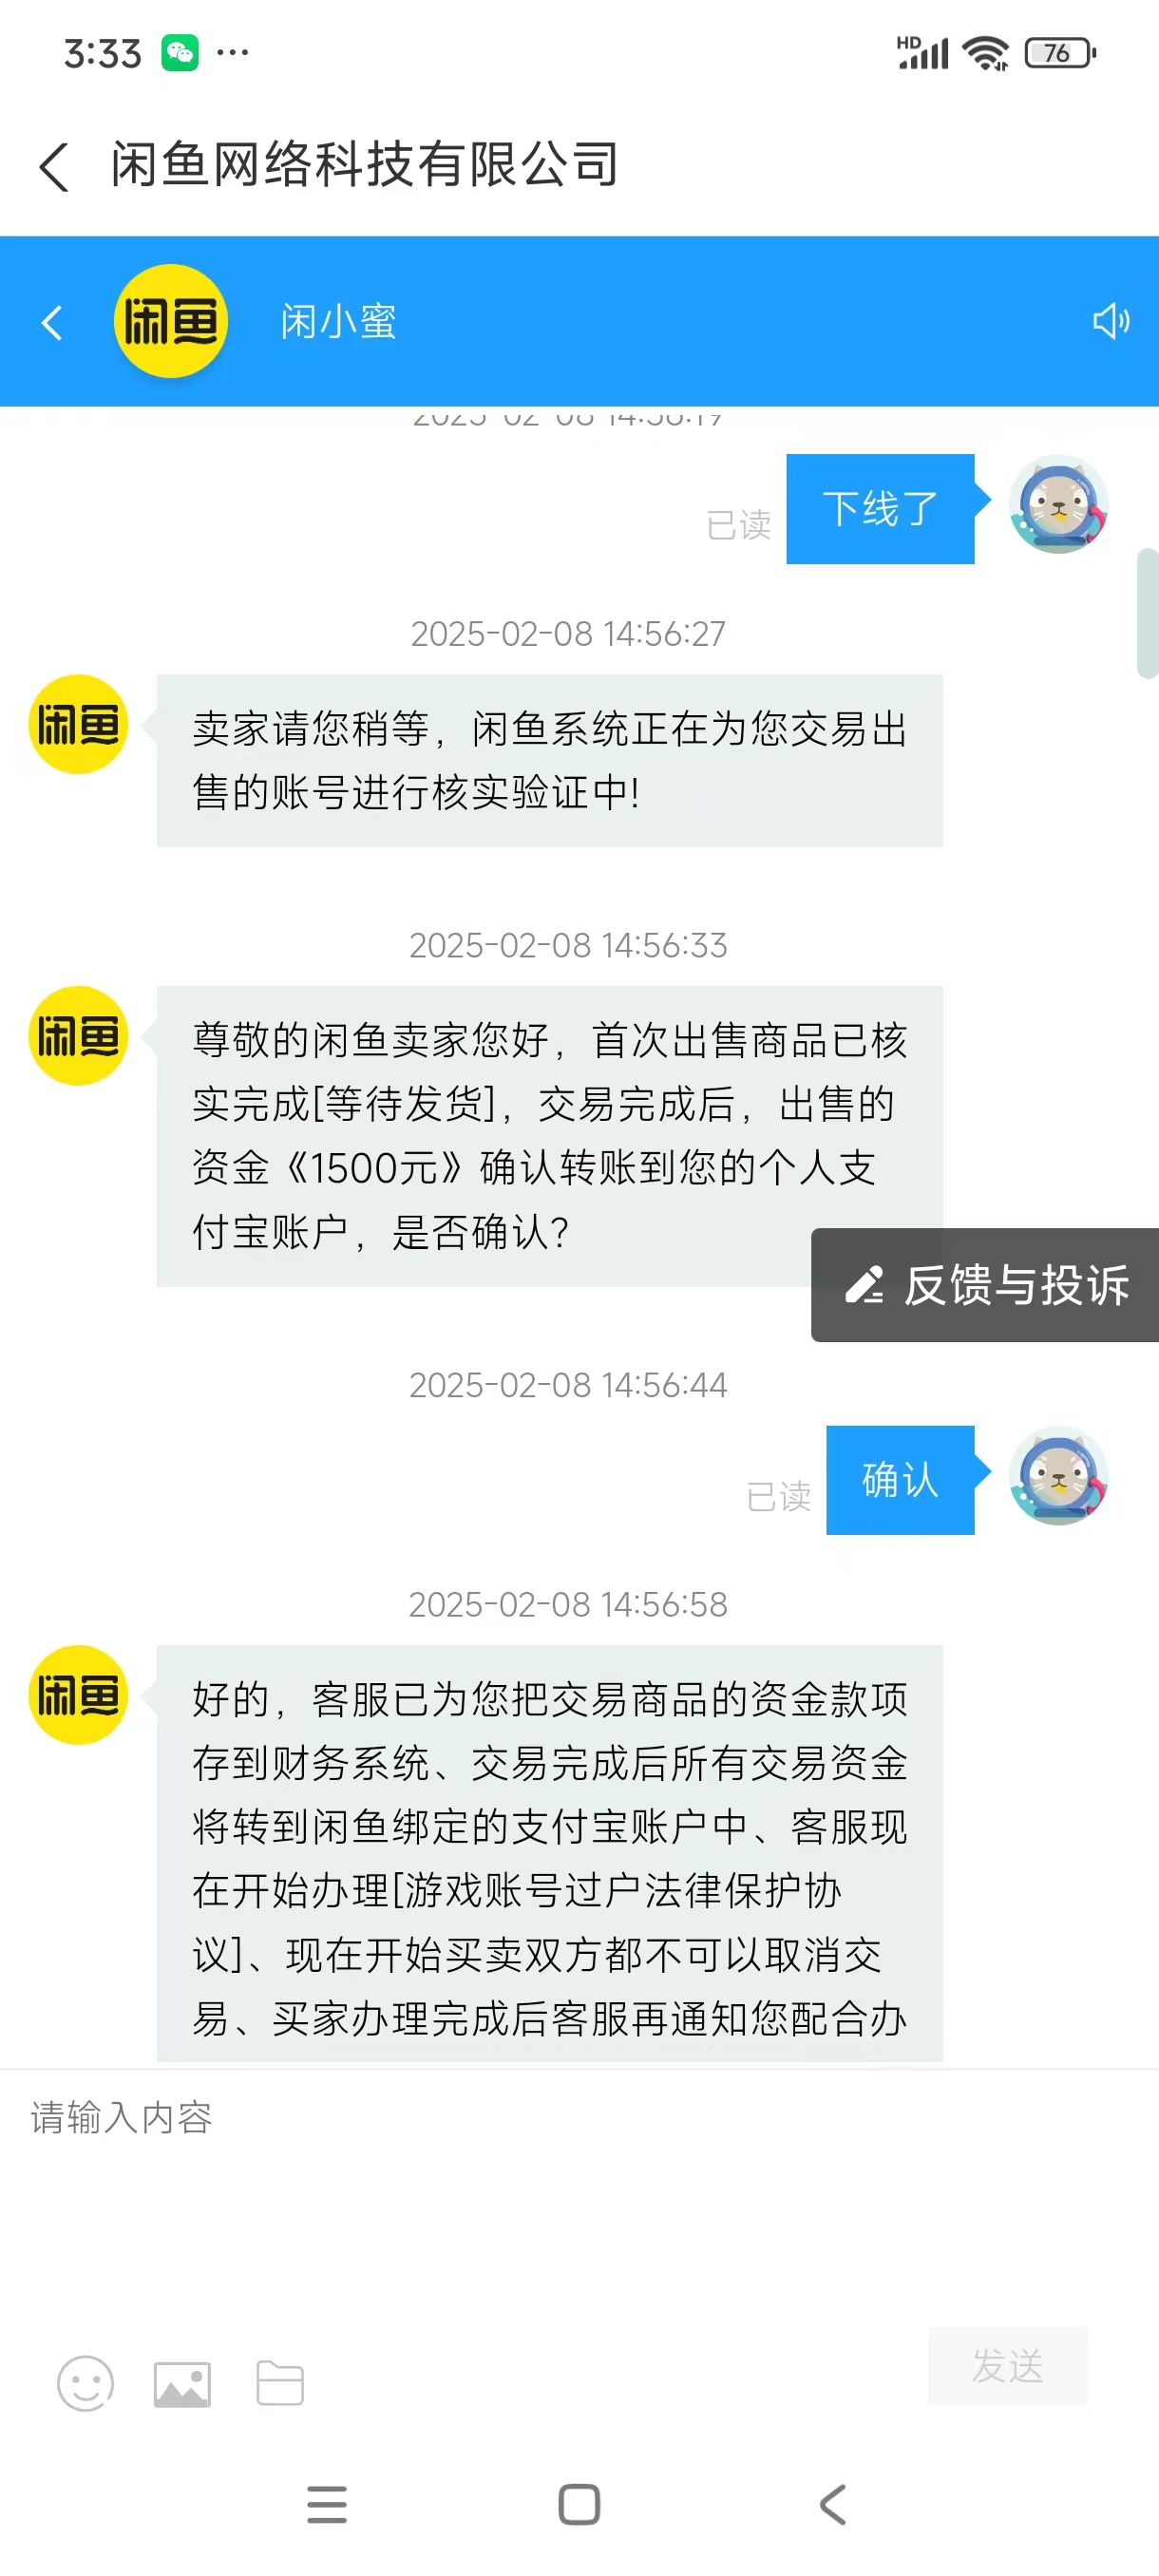 3:33
HD
76
闲鱼网络科技有限公司
闲鱼
闲小蜜
2025-02-08 14:56:19
已读
下线了
2025-02-08 14:56:27
闲鱼
卖家请您稍等，闲鱼系统正在为您交易出
售的账号进行核实验证中!
2025-02-08 14:56:33
闲鱼
尊敬的闲鱼卖家您好，首次出售商品已核
实完成[等待发货]，交易完成后，出售的
资金《1500元》确认转账到您的个人支
付宝账户，是否确认?
反馈与投诉
2025-02-08 14:56:44
已读
确认
2025-02-08 14:56:58
闲鱼
好的，客服已为您把交易商品的资金款项
存到财务系统、交易完成后所有交易资金
将转到闲鱼绑定的支付宝账户中、客服现
在开始办理[游戏账号过户法律保护协
议]、现在开始买卖双方都不可以取消交
易、买家办理完成后客服再通知您配合办
请输入内容
发送